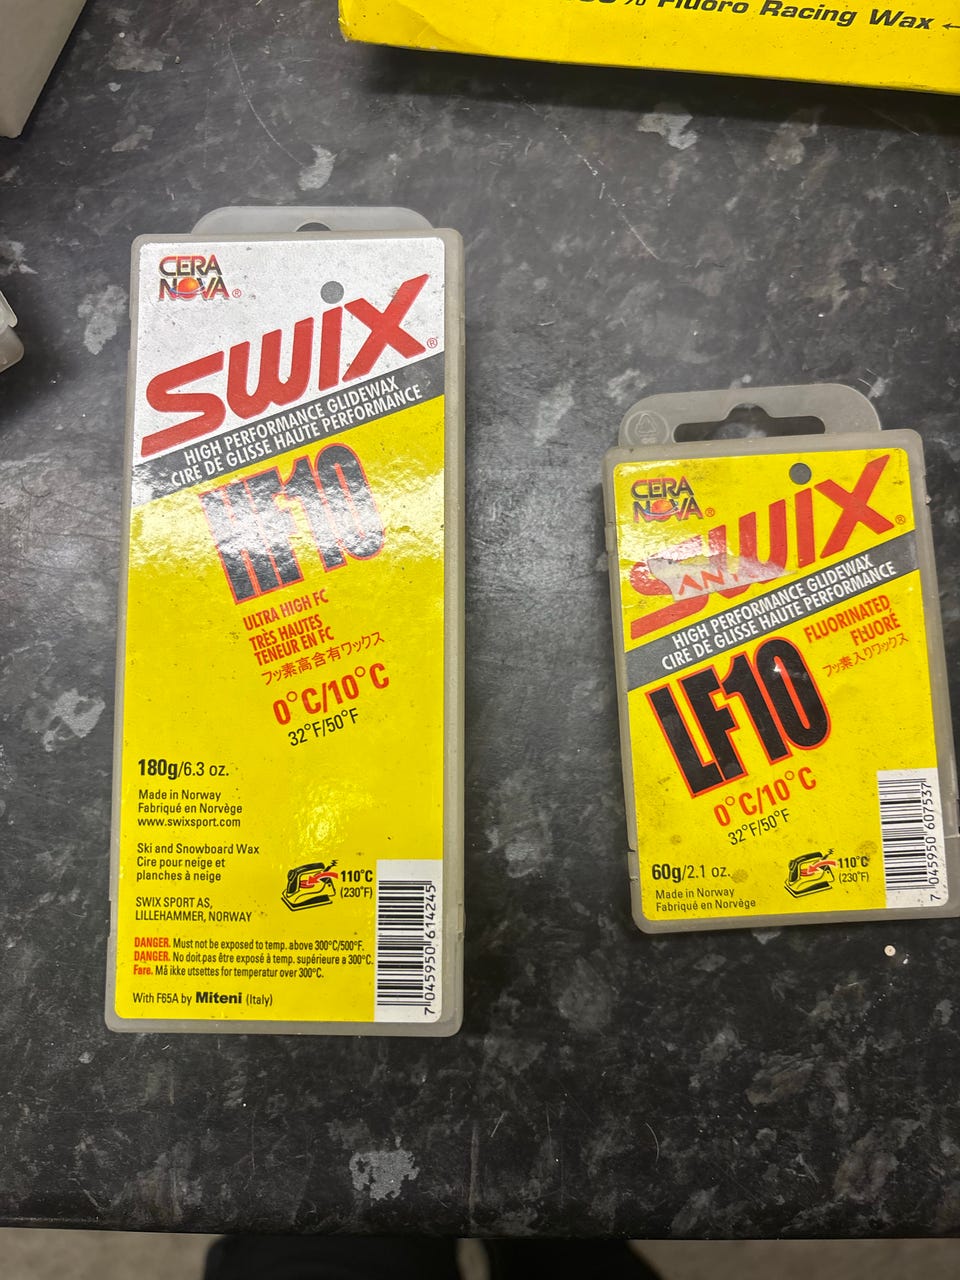 Fluoro Racing Wax
CERA
NOVA®
SWIX®
HIGH PERFORMANCE GLIDEWAX
CIRE DE GLISSE HAUTE PERFORMANCE
HF10
ULTRA HIGH FC
TRÈS HAUTES
TENEUR EN FC
フッ素高含有ワックス
0°C/10°C
32°F/50°F
180g/6.3 oz.
Made in Norway
Fabriqué en Norvège
www.swixsport.com
Ski and Snowboard Wax
Cire pour neige et
planches à neige
SWIX SPORT AS,
LILLEHAMMER, NORWAY
110°C
(230°F)
DANGER. Must not be exposed to temp. above 300°C/500°F.
DANGER. No doit pas être exposé à temp. supérieure a 300°C.
Fare. Må ikke utsettes for temperatur over 300°C.
With F65A by Miteni (Italy)
7 045950 614245
CERA
NOVA®
SWIX®
HIGH PERFORMANCE GLIDEWAX
CIRE DE GLISSE HAUTE PERFORMANCE
LF10
FLUORINATED
FLUORÉ
フッ素入りワックス
0°C/10°C
32°F/50°F
60g/2.1 oz.
Made in Norway
Fabriqué en Norvège
110°C
(230°F)
7 045950 607537